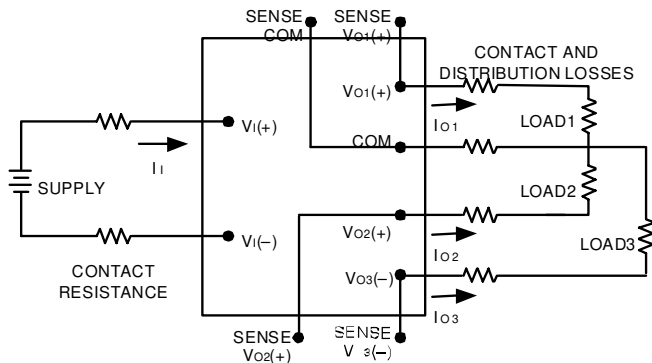 SENSE
COM
SENSE
VO1(+)
CONTACT AND
DISTRIBUTION LOSSES
VO1(+)
IO1
LOAD1
VI(+)
COM
II
SUPPLY
LOAD2
VI(–)
VO2(+)
IO2
LOAD3
CONTACT
RESISTANCE
VO3(–)
IO3
SENSE
VO2(+)
SENSE
V 3(–)